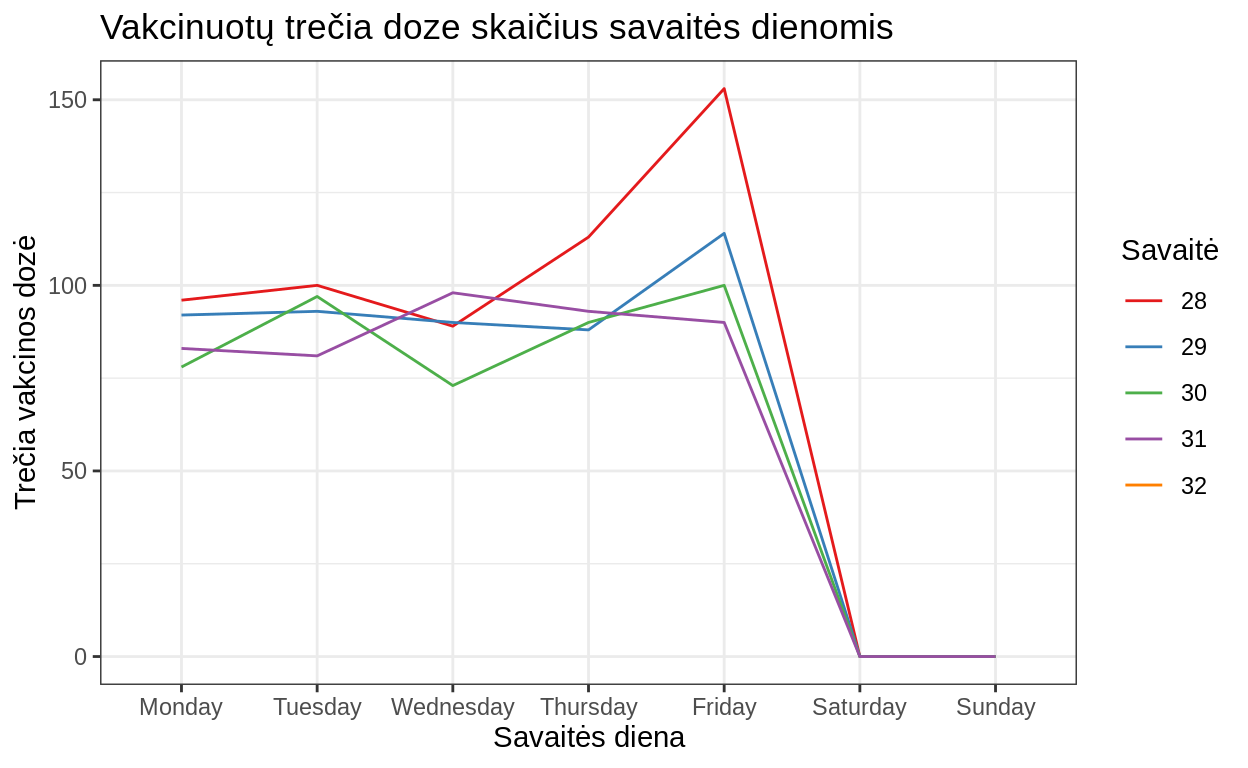 Vakcinuotų trečia doze skaičius savaitės dienomis
Trečia vakcinos dozė
150
100
50
0
Monday
Tuesday
Wednesday
Thursday
Friday
Saturday
Sunday
Savaitės diena
Savaitė
28
29
30
31
32